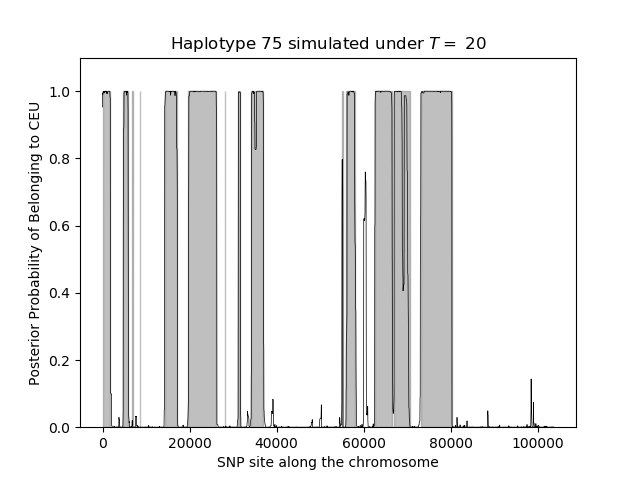 Haplotype 75 simulated under T = 20
Posterior Probability of Belonging to CEU
1.0
0.8
0.6
0.4
0.2
0.0
0 20000 40000 60000 80000 100000
SNP site along the chromosome